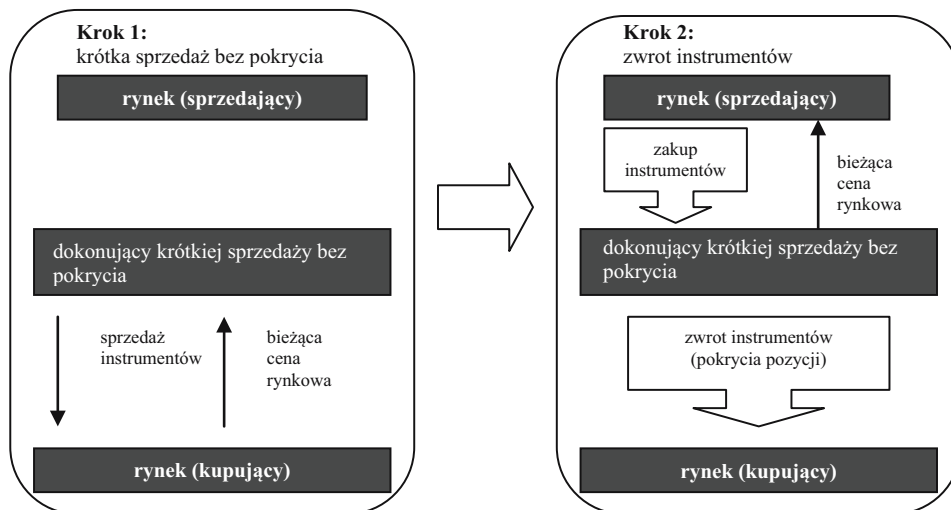 Krok 1:
krótka sprzedaż bez pokrycia
rynek (sprzedający)
dokonujący krótkiej sprzedaży bez
pokrycia
sprzedaż
instrumentów
bieżąca
cena
rynkowa
rynek (kupujący)
Krok 2:
zwrot instrumentów
rynek (sprzedający)
zakup
instrumentów
bieżąca
cena
rynkowa
dokonujący krótkiej sprzedaży bez
pokrycia
zwrot instrumentów
(pokrycia pozycji)
rynek (kupujący)